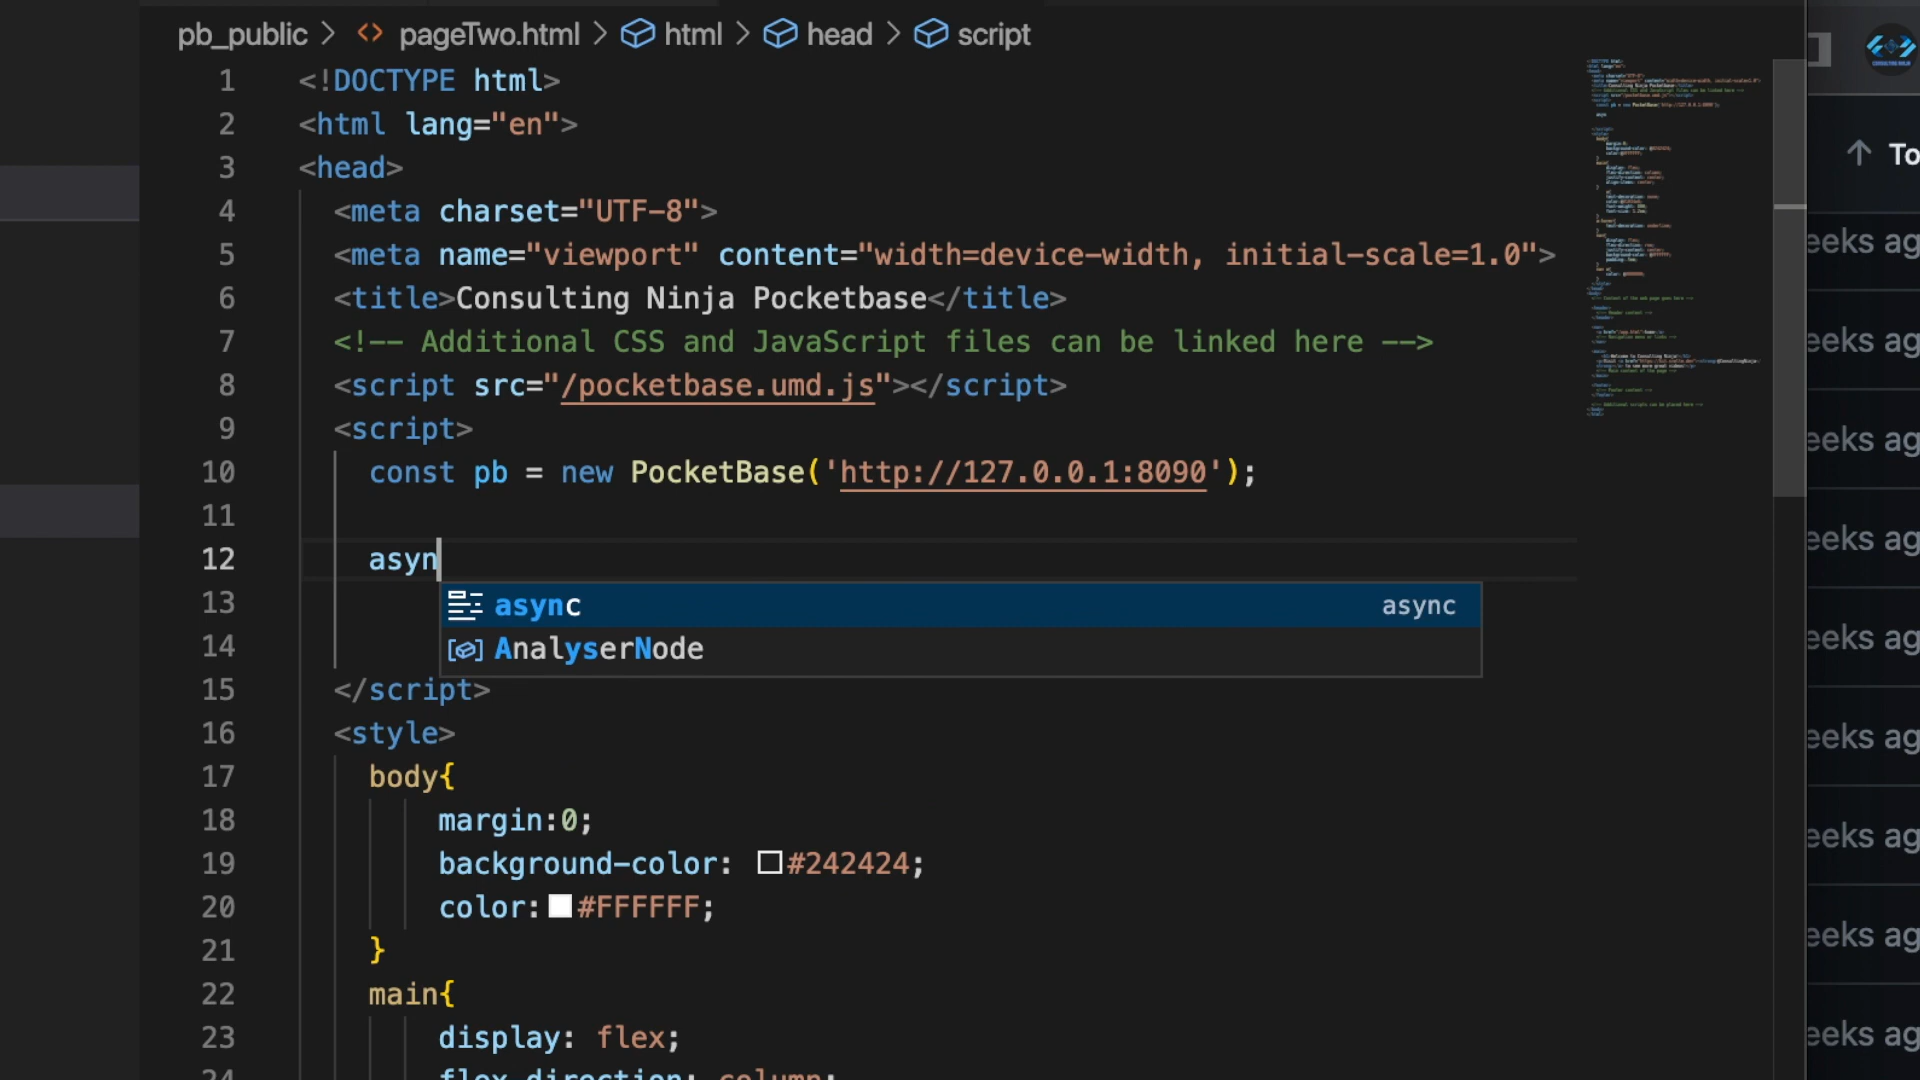 pb_public > <> pageTwo.html > html > head > script
1 <!DOCTYPE html>
2 <html lang="en">
3 <head>
4 <meta charset="UTF-8">
5 <meta name="viewport" content="width=device-width, initial-scale=1.0">
6 <title>Consulting Ninja Pocketbase</title>
7 <!-- Additional CSS and JavaScript files can be linked here -->
8 <script src="/pocketbase.umd.js"></script>
9 <script>
10 const pb = new PocketBase('http://127.0.0.1:8090');
11
12 asyn
async async
13
AnalyserNode
14
15 </script>
16 <style>
17 body{
18 margin:0;
19 background-color: #242424;
20 color: #FFFFFF;
21 }
22 main{
23 display: flex;
24 flex-direction: column;
CONSULTING NINJA
To
eeks ag
eeks ag
eeks ag
eeks ag
eeks ag
eeks ag
eeks ag
eeks ag
eeks ag